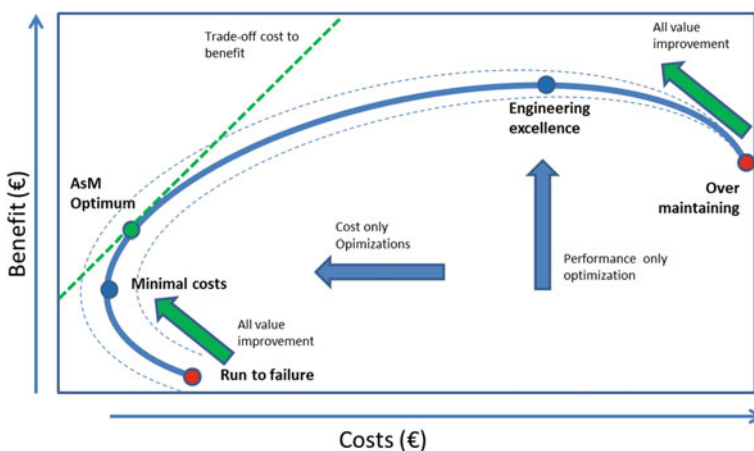 Trade-off cost to
benefit
All value
improvement
Engineering
excellence
AsM
Optimum
Over
maintaining
Cost only
Opimizations
Performance only
optimization
Minimal costs
All value
improvement
Run to failure
Benefit (€)
Costs (€)